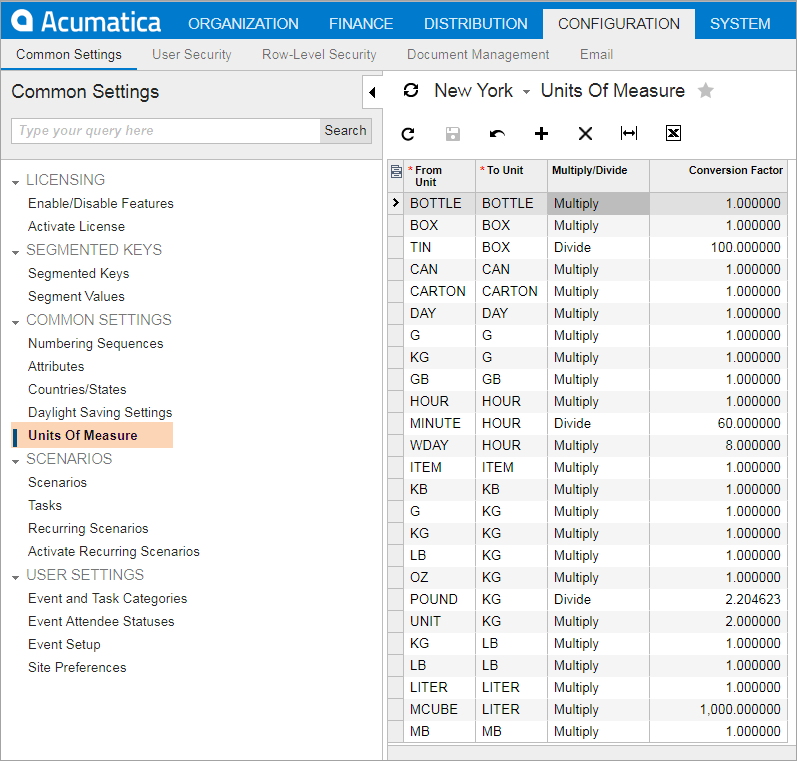 Acumatica ORGANIZATION FINANCE DISTRIBUTION CONFIGURATION SYSTEM
Common Settings User Security Row-Level Security Document Management Email
Common Settings
Type your query here Search
LICENSING
Enable/Disable Features
Activate License
SEGMENTED KEYS
Segmented Keys
Segment Values
COMMON SETTINGS
Numbering Sequences
Attributes
Countries/States
Daylight Saving Settings
Units Of Measure
SCENARIOS
Scenarios
Tasks
Recurring Scenarios
Activate Recurring Scenarios
USER SETTINGS
Event and Task Categories
Event Attendee Statuses
Event Setup
Site Preferences
New York Units Of Measure
* From Unit * To Unit Multiply/Divide Conversion Factor
BOTTLE BOTTLE Multiply 1.000000
BOX BOX Multiply 1.000000
TIN BOX Divide 100.000000
CAN CAN Multiply 1.000000
CARTON CARTON Multiply 1.000000
DAY DAY Multiply 1.000000
G G Multiply 1.000000
KG G Multiply 1.000000
GB GB Multiply 1.000000
HOUR HOUR Multiply 1.000000
MINUTE HOUR Divide 60.000000
WDAY HOUR Multiply 8.000000
ITEM ITEM Multiply 1.000000
KB KB Multiply 1.000000
G KG Multiply 1.000000
KG KG Multiply 1.000000
LB KG Multiply 1.000000
OZ KG Multiply 1.000000
POUND KG Divide 2.204623
UNIT KG Multiply 2.000000
KG LB Multiply 1.000000
LB LB Multiply 1.000000
LITER LITER Multiply 1.000000
MCUBE LITER Multiply 1,000.000000
MB MB Multiply 1.000000